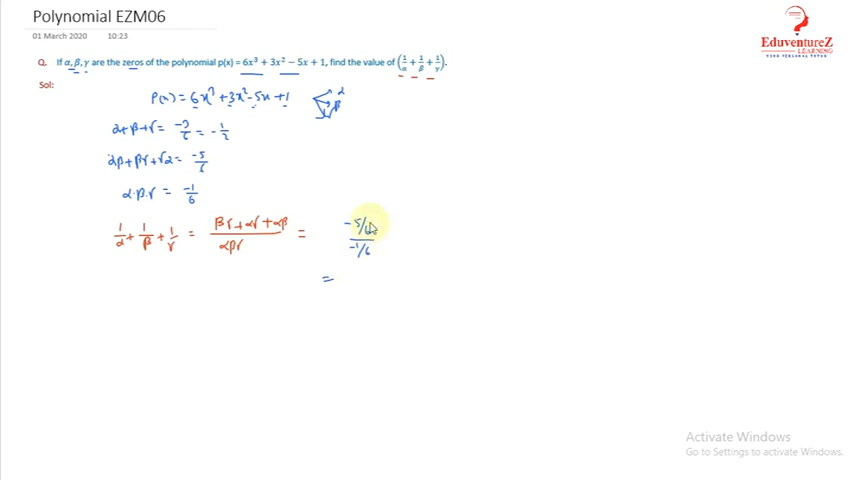 Polynomial EZM06
01 March 2020 10:23
EduventureZ
LEARNING
YOUR PERSONAL TUTOR
Q. If α, β, γ are the zeros of the polynomial p(x) = 6x³ + 3x² − 5x + 1, find the value of (1/α + 1/β + 1/γ).
Sol:
P(x) = 6x³ + 3x² - 5x + 1
α
β
γ
α+β+γ = -3/6 = -1/2
αβ+βγ+γα = -5/6
α·β·γ = -1/6
1/α + 1/β + 1/γ = βγ+αγ+αβ / αβγ = -5/6 / -1/6
=
Activate Windows
Go to Settings to activate Windows.